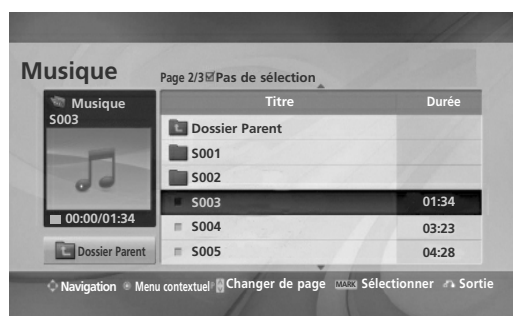 Musique
Page 2/3 Pas de sélection
Musique
S003
00:00/01:34
Dossier Parent
Titre Durée
Dossier Parent
S001
S002
S003 01:34
S004 03:23
S005 04:28
Navigation Menu contextuel P Changer de page MARK Sélectionner Sortie